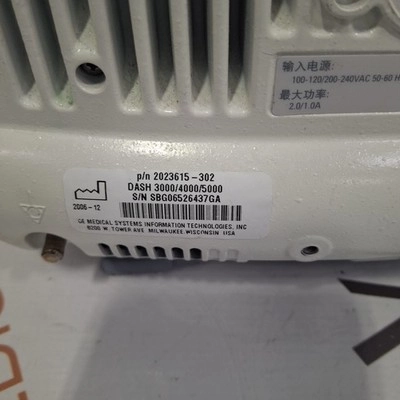 输入电源:
100-120/200-240VAC 50-60 H
最大功率:
2.0/1.0A
p/n 2023615-302
DASH 3000/4000/5000
S/N SBG06526437GA
2006-12
GE MEDICAL SYSTEMS INFORMATION TECHNOLOGIES, INC
8200 W. TOWER AVE. MILWAUKEE, WISCONSIN USA